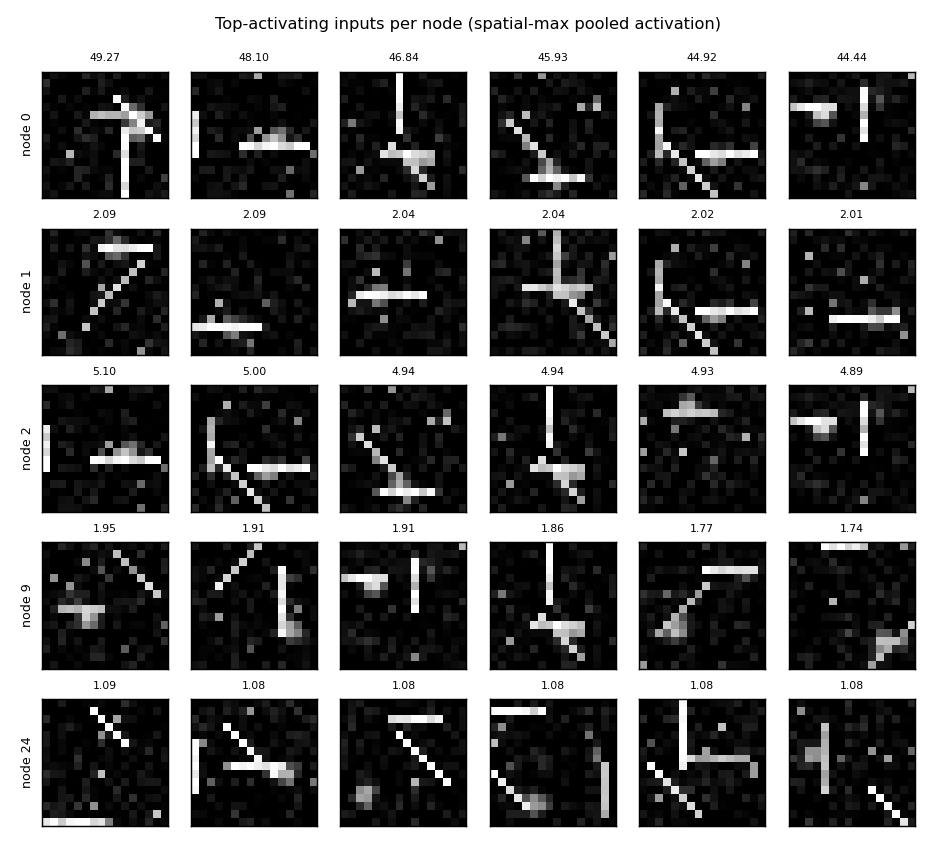 Top-activating inputs per node (spatial-max pooled activation)
49.27 48.10 46.84 45.93 44.92 44.44
node 0
2.09 2.09 2.04 2.04 2.02 2.01
node 1
5.10 5.00 4.94 4.94 4.93 4.89
node 2
1.95 1.91 1.91 1.86 1.77 1.74
node 9
1.09 1.08 1.08 1.08 1.08 1.08
node 24